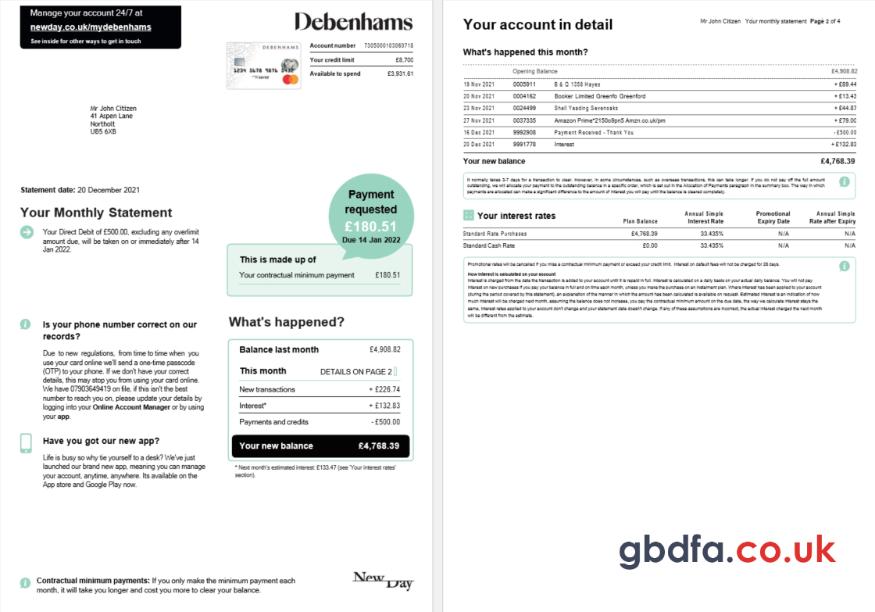 Manage your account 24/7 at
newday.co.uk/mydebenhams
See inside for other ways to get in touch
Debenhams
DEBENHAMS
Account number 7305000103093718
Your credit limit £8,700
Available to spend £3,931.61
Mr John Citizen
41 Aspen Lane
Northolt
UB5 6XB
Statement date: 20 December 2021
Your Monthly Statement
Your Direct Debit of £500.00, excluding any overlimit
amount due, will be taken on or immediately after 14
Jan 2022.
Payment
requested
£180.51
Due 14 Jan 2022
This is made up of
Your contractual minimum payment £180.51
Is your phone number correct on our
records?
Due to new regulations, from time to time when you
use your card online we'll send a one-time passcode
(OTP) to your phone. If we don't have your correct
details, this may stop you from using your card online.
We have 07903649419 on file, if this isn't the best
number to reach you on, please update your details by
logging into your Online Account Manager or by using
your app.
Have you got our new app?
Life is busy so why tie yourself to a desk? We've just
launched our brand new app, meaning you can manage
your account, anytime, anywhere. Its available on the
App store and Google Play now.
What's happened?
Balance last month £4,908.82
This month DETAILS ON PAGE 2
New transactions + £226.74
Interest* + £132.83
Payments and credits - £500.00
Your new balance £4,768.39
* Next month's estimated interest: £133.47 (see 'Your interest rates'
section).
Contractual minimum payments: If you only make the minimum payment each
month, it will take you longer and cost you more to clear your balance.
New Day
Your account in detail
Mr John Citizen Your monthly statement Page 2 of 4
What's happened this month?
Opening Balance £4,908.82
19 Nov 2021 0005911 B & Q 1358 Hayes + £89.44
20 Nov 2021 0004162 Booker Limited Greenfo Greenford + £13.43
23 Nov 2021 0024499 Shell Yeading Sevenoaks + £44.87
27 Nov 2021 0037335 Amazon Prime*2150o9pn5 Amzn.co.uk/pm + £79.00
16 Dec 2021 9992908 Payment Received - Thank You - £500.00
20 Dec 2021 9991778 Interest + £132.83
Your new balance £4,768.39
It normally takes 3-7 days for a transaction to clear. However, in some circumstances, such as overseas transactions, this can take longer. If you do not pay off the full amount
outstanding, we will allocate your payment to the outstanding balance in a specific order, which is set out in the Allocation of Payments paragraph in the summary box. The way in which
payments are allocated can make a significant difference to the amount of interest you will pay until the balance is cleared completely.
Your interest rates
Plan Balance Annual Simple Interest Rate Promotional Expiry Date Annual Simple Rate after Expiry
Standard Rate Purchases £4,768.39 33.435% N/A N/A
Standard Cash Rate £0.00 33.435% N/A N/A
Promotional rates will be cancelled if you miss a contractual minimum payment or exceed your credit limit. Interest on default fees will not be charged for 28 days.
How interest is calculated on your account
Interest is charged from the date the transaction is added to your account until it is repaid in full. Interest is calculated on a daily basis on your actual daily balance. You will not pay
interest on new purchases if you pay your balance in full and on time each month, unless you make the purchase on an instalment plan. Where interest has been applied to your account
(during the period covered by this statement), an explanation of the manner in which the amount has been calculated is available on request. Estimated interest is an indication of how
much interest will be charged next month, assuming the balance does not increase, you pay the contractual minimum amount on the due date, the way we calculate interest stays the
same, interest rates applied to your account don't change and your statement date doesn't change. If any of these assumptions are incorrect, the actual interest charged the next month
will be different from the estimate.
gbdfa.co.uk